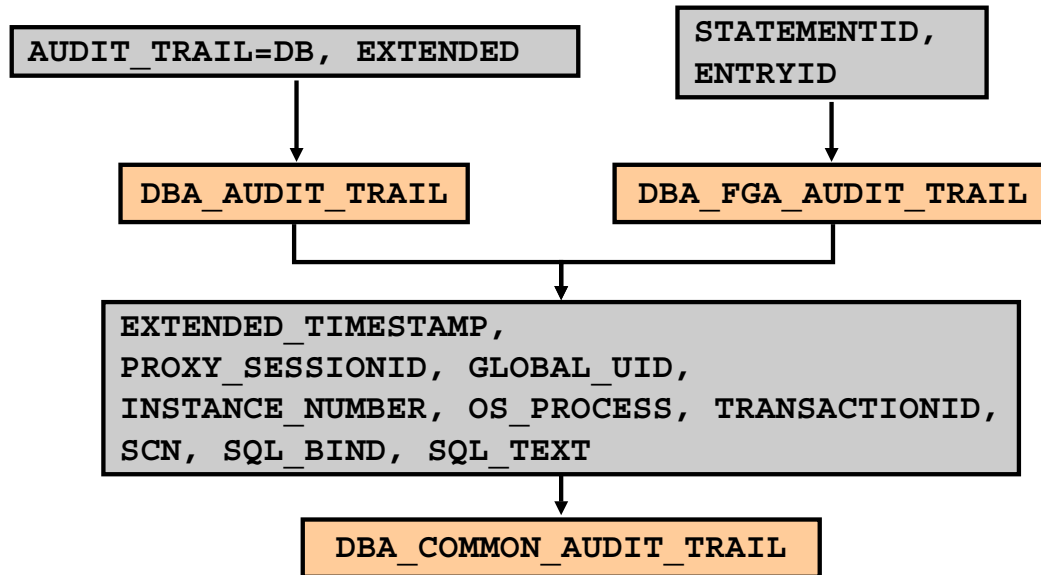 AUDIT_TRAIL=DB, EXTENDED
STATEMENTID,
ENTRYID
DBA_AUDIT_TRAIL
DBA_FGA_AUDIT_TRAIL
EXTENDED_TIMESTAMP,
PROXY_SESSIONID, GLOBAL_UID,
INSTANCE_NUMBER, OS_PROCESS, TRANSACTIONID,
SCN, SQL_BIND, SQL_TEXT
DBA_COMMON_AUDIT_TRAIL